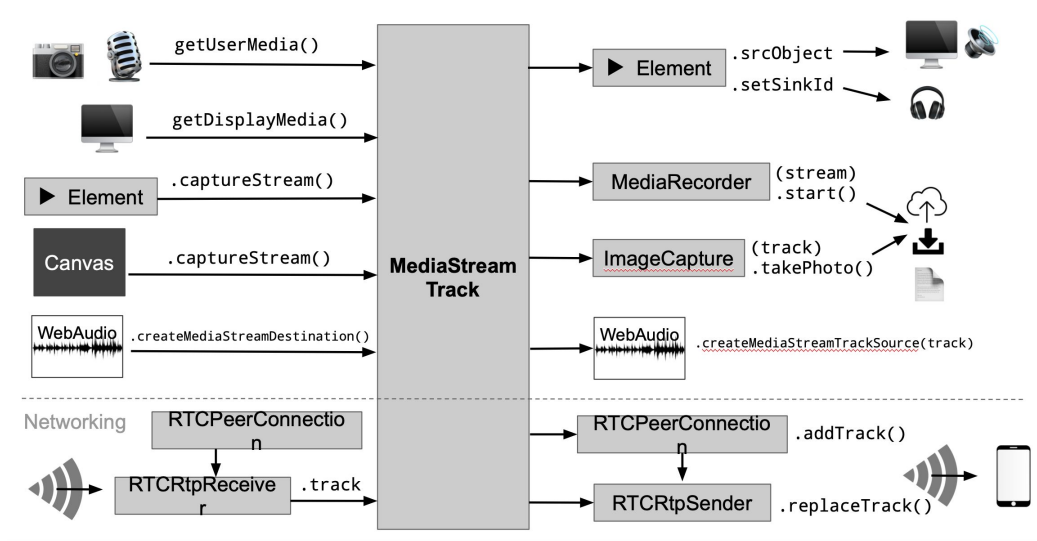 getUserMedia()
getDisplayMedia()
Element
.captureStream()
Canvas
.captureStream()
WebAudio
.createMediaStreamDestination()
MediaStream
Track
Element
.srcObject
.setSinkId
MediaRecorder
(stream)
.start()
ImageCapture
(track)
.takePhoto()
WebAudio
.createMediaStreamTrackSource(track)
Networking
RTCPeerConnectio
n
RTCRtpReceive
r
.track
RTCPeerConnectio
n
.addTrack()
RTCRtpSender
.replaceTrack()